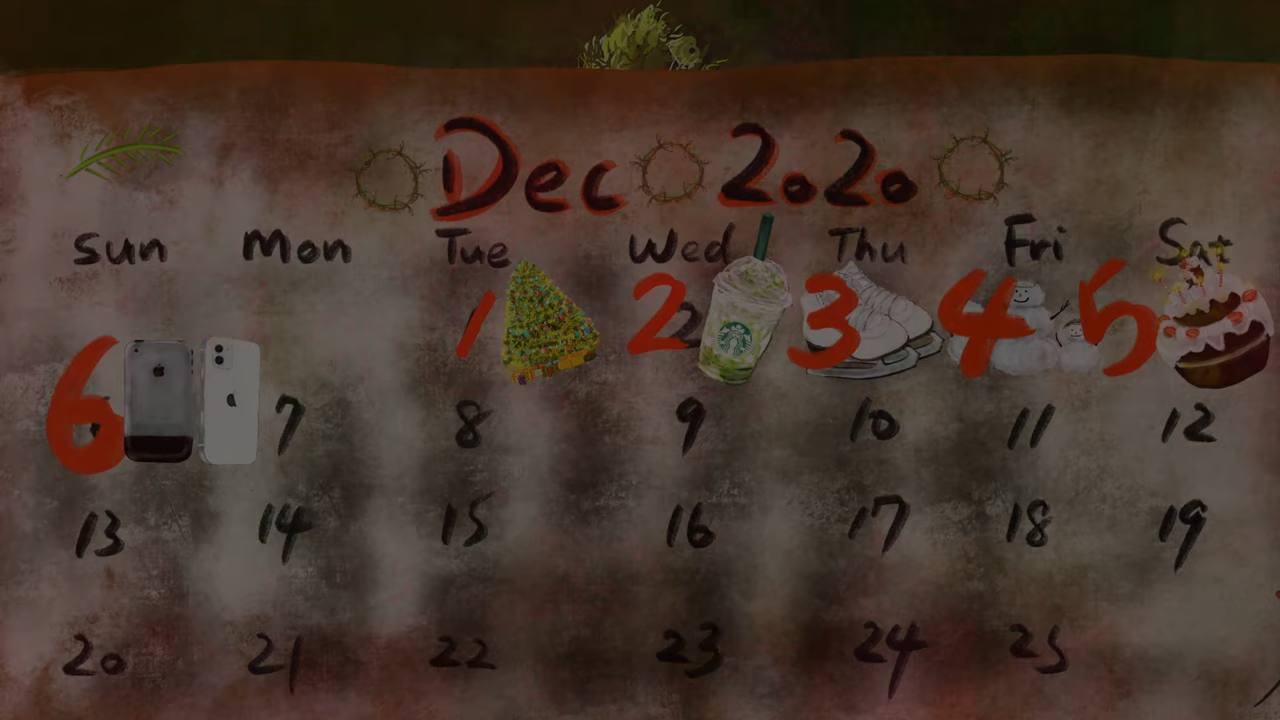 Dec 2020
Sun Mon Tue Wed Thu Fri Sat
1 2 3 4 5
6 7 8 9 10 11 12
13 14 15 16 17 18 19
20 21 22 23 24 25